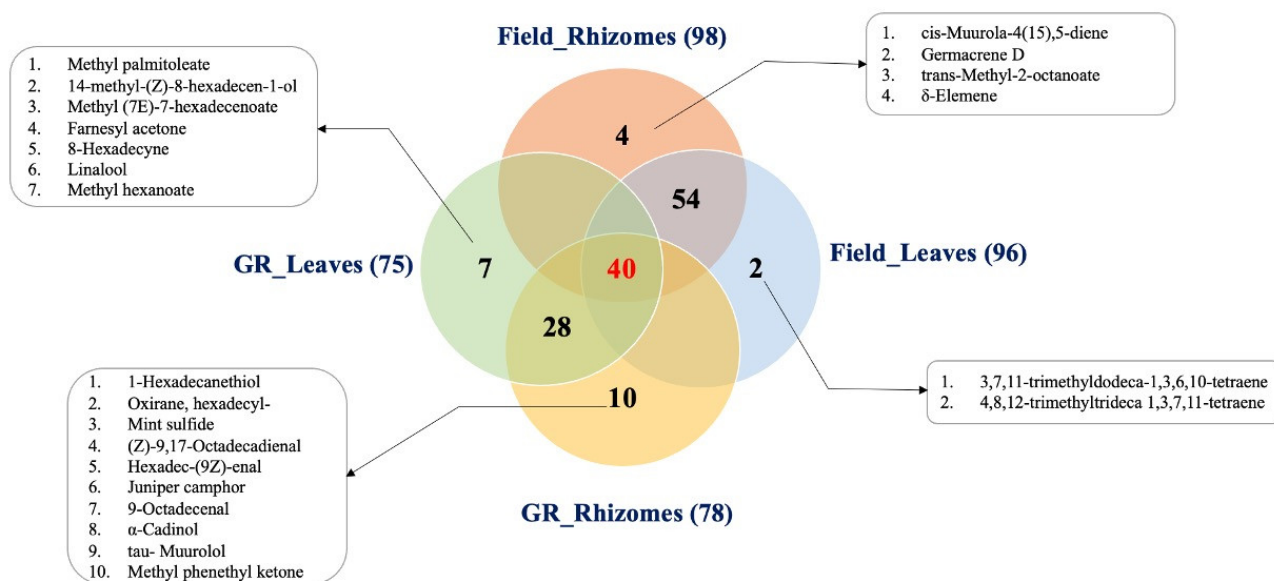 Field_Rhizomes (98)
1. cis-Muurola-4(15),5-diene
2. Germacrene D
3. trans-Methyl-2-octanoate
4. δ-Elemene
1. Methyl palmitoleate
2. 14-methyl-(Z)-8-hexadecen-1-ol
3. Methyl (7E)-7-hexadecenoate
4. Farnesyl acetone
5. 8-Hexadecyne
6. Linalool
7. Methyl hexanoate
4
54
GR_Leaves (75)
7
40
2
Field_Leaves (96)
28
10
1. 1-Hexadecanethiol
2. Oxirane, hexadecyl-
3. Mint sulfide
4. (Z)-9,17-Octadecadienal
5. Hexadec-(9Z)-enal
6. Juniper camphor
7. 9-Octadecenal
8. α-Cadinol
9. tau- Muurolol
10. Methyl phenethyl ketone
1. 3,7,11-trimethyldodeca-1,3,6,10-tetraene
2. 4,8,12-trimethyltrideca 1,3,7,11-tetraene
GR_Rhizomes (78)